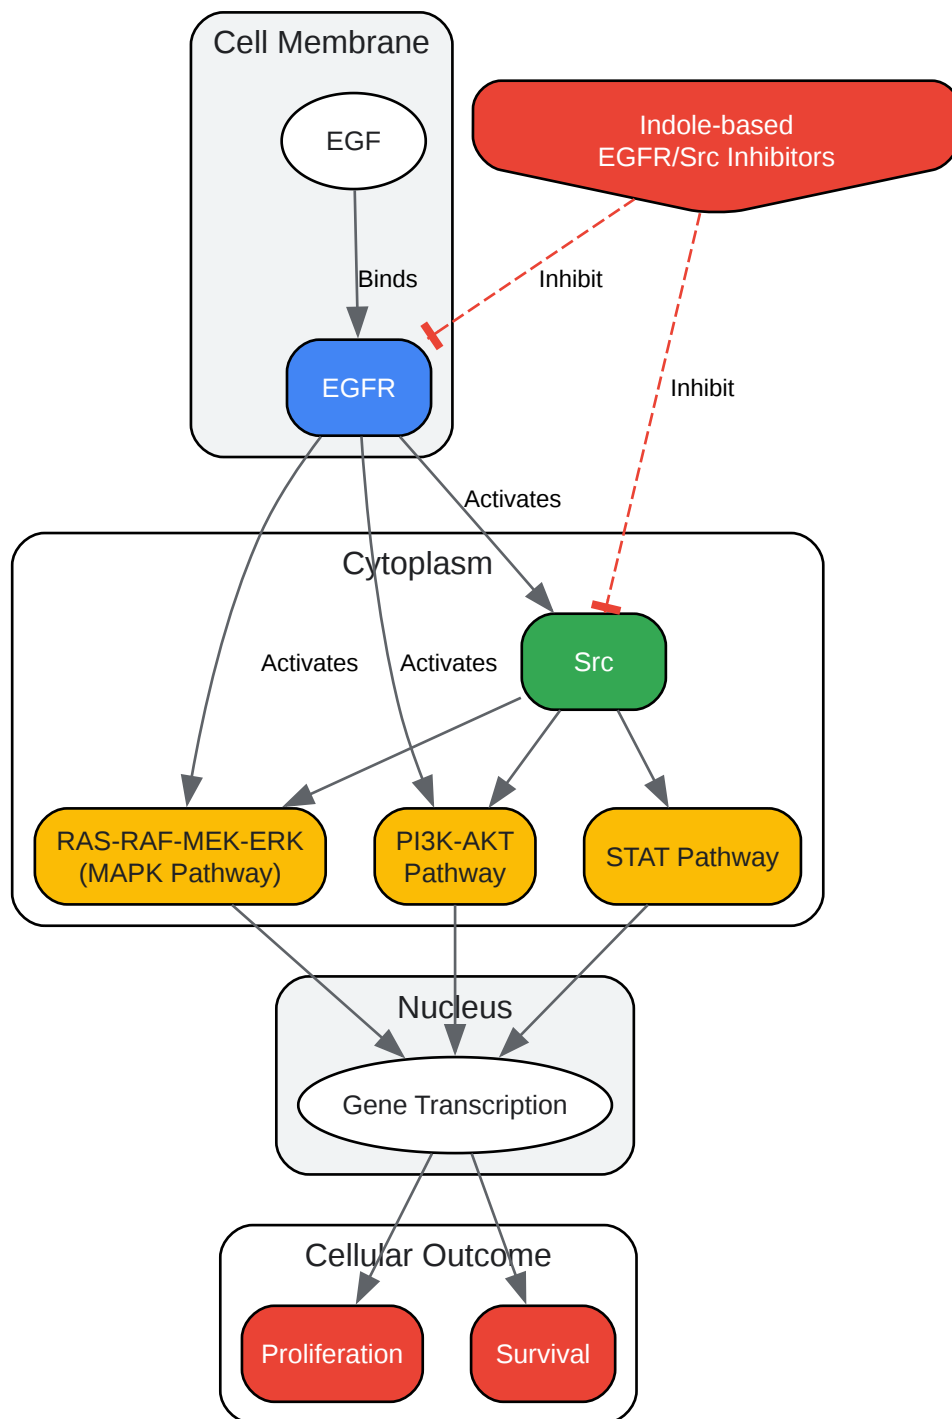 Cell Membrane
EGF
Indole-based
EGFR/Src Inhibitors
Binds
Inhibit
EGFR
Inhibit
Activates
Cytoplasm
Activates
Activates
Src
RAS-RAF-MEK-ERK
(MAPK Pathway)
PI3K-AKT
Pathway
STAT Pathway
Nucleus
Gene Transcription
Cellular Outcome
Proliferation
Survival